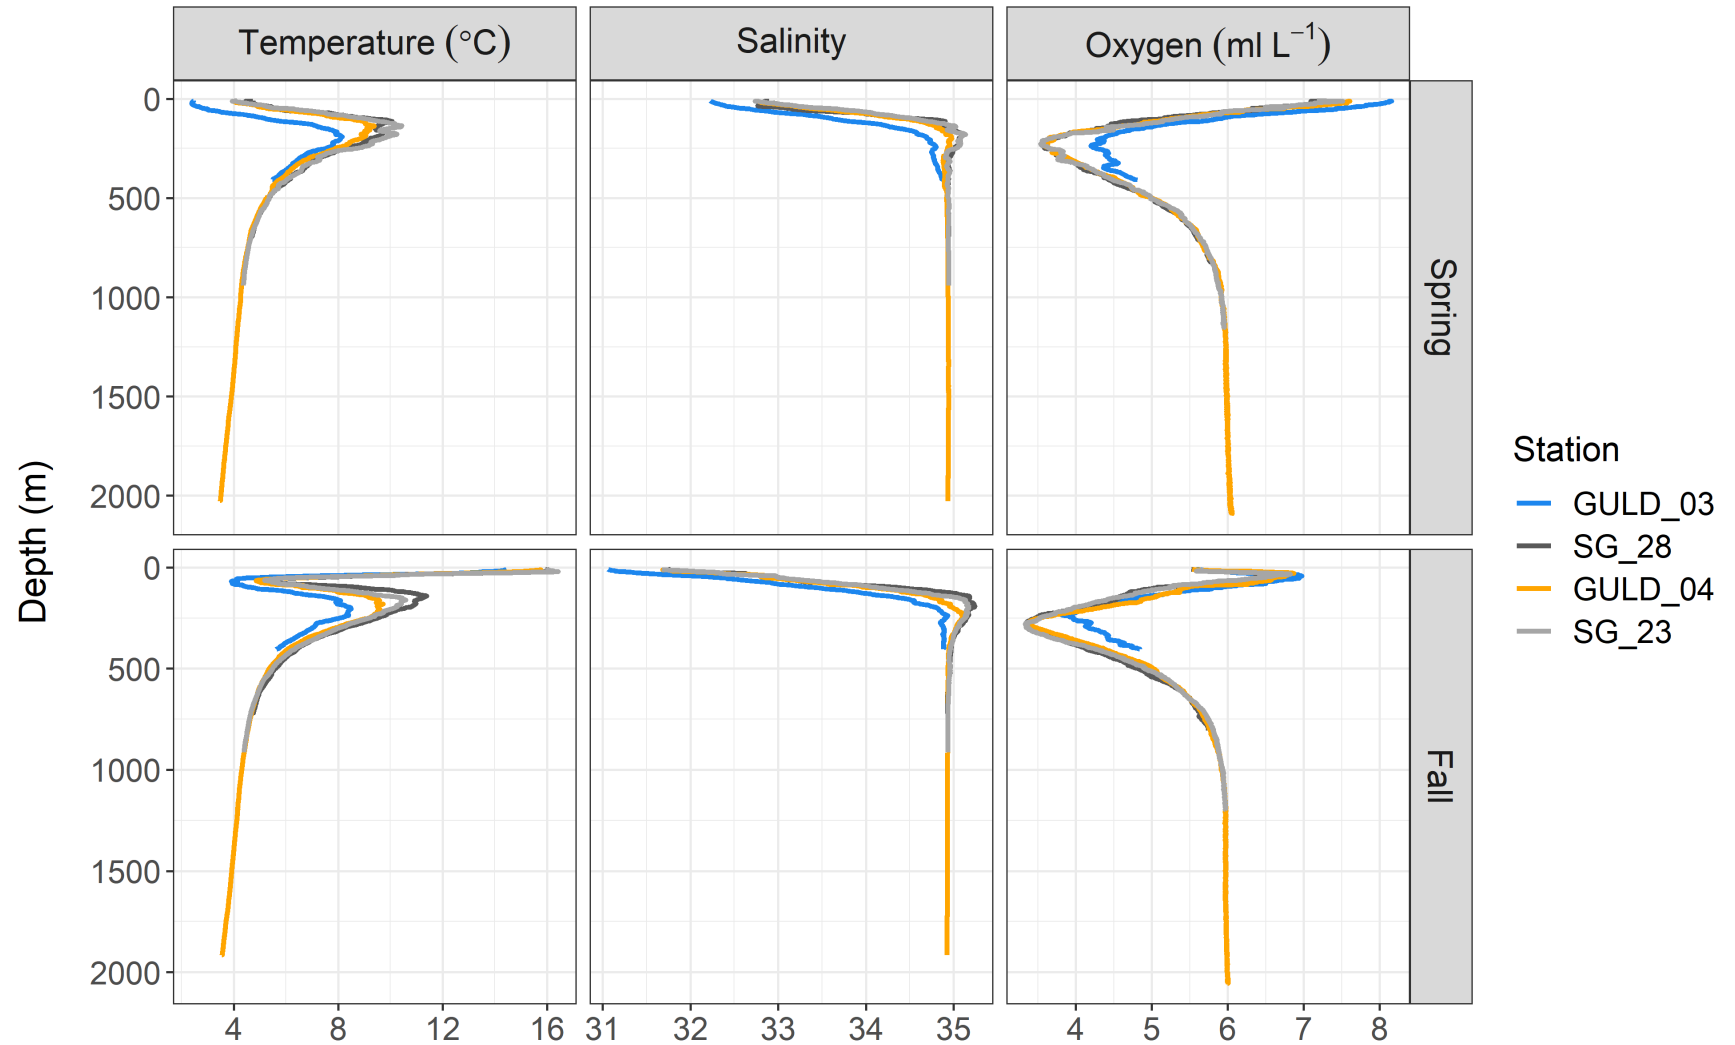 Temperature (°C)
Salinity
Oxygen (ml L⁻¹)
0
500
1000
1500
2000
Spring
0
500
1000
1500
2000
Fall
4 8 12 16
31 32 33 34 35
4 5 6 7 8
Depth (m)
Station
GULD_03
SG_28
GULD_04
SG_23